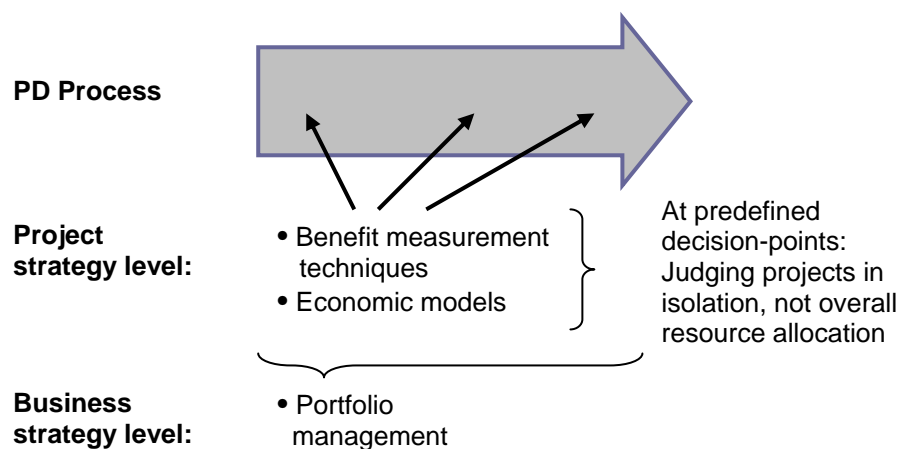 PD Process
Project
strategy level:
• Benefit measurement
techniques
• Economic models
At predefined
decision-points:
Judging projects in
isolation, not overall
resource allocation
Business
strategy level:
• Portfolio
management